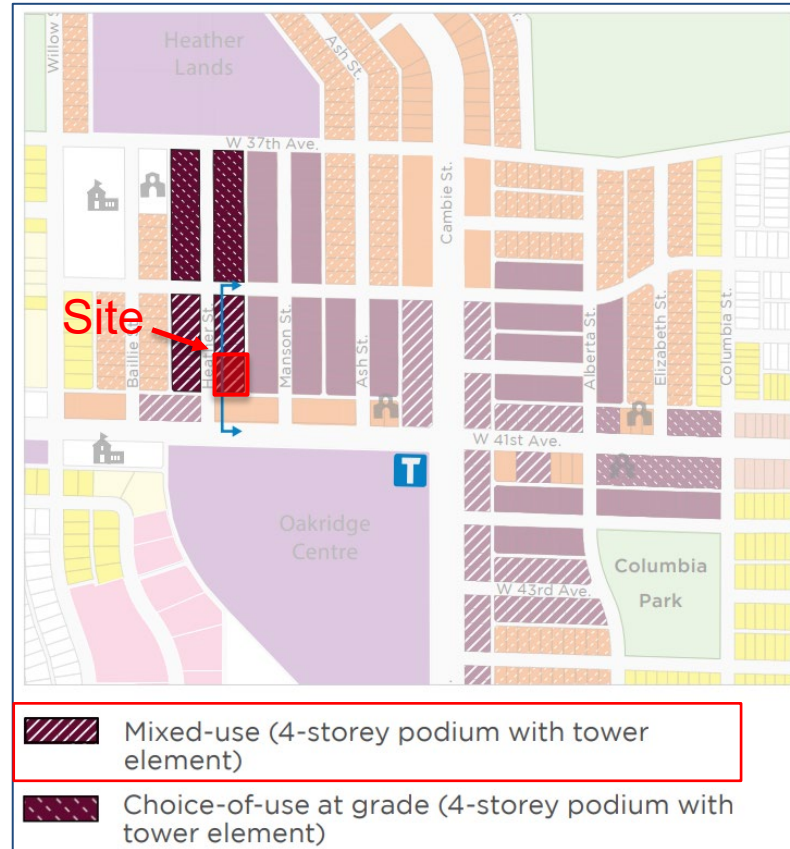 Willow S
Heather
Lands
Ash St.
W 37th Ave.
Cambie St.
Site
Baillie
Heather St.
Manson St.
Ash St.
Alberta St.
Elizabeth St.
Columbia St.
W 41st Ave.
T
Oakridge
Centre
Columbia
Park
W 43rd Ave.
Mixed-use (4-storey podium with tower
element)
Choice-of-use at grade (4-storey podium with
tower element)